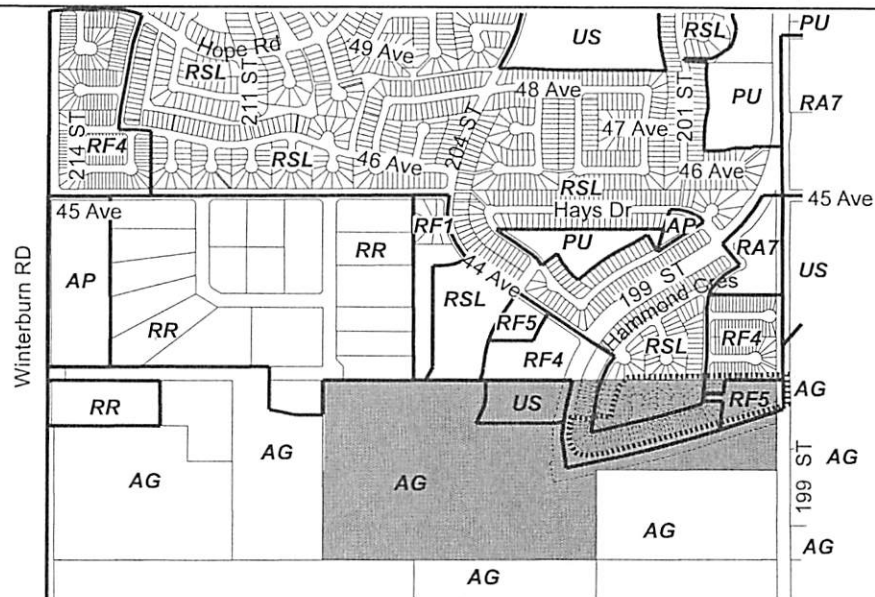 PU
Hope Rd
49 Ave
US
RSL
RSL
211 ST
48 Ave
201 ST
PU
RA7
214 ST
RF4
204 ST
47 Ave
RSL
46 Ave
46 Ave
RSL
45 Ave
RF1
Hays Dr
AP
45 Ave
PU
RA7
RR
44 Ave
199 ST
US
AP
RSL
Hammond Cres
RR
RF5
RSL
RF4
RF4
Winterburn RD
RR
US
RF5
AG
AG
AG
AG
199 ST
AG
AG
AG
AG